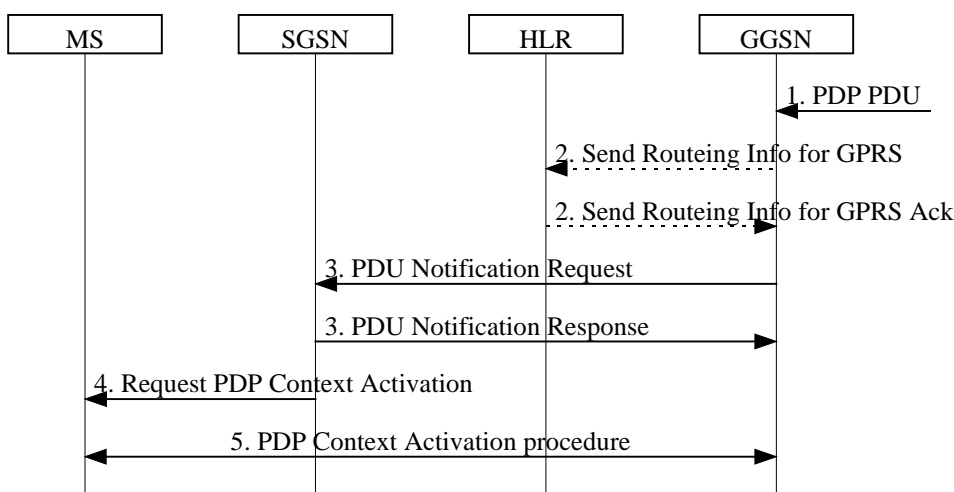 MS SGSN HLR GGSN
1. PDP PDU
2. Send Routeing Info for GPRS
2. Send Routeing Info for GPRS Ack
3. PDU Notification Request
3. PDU Notification Response
4. Request PDP Context Activation
5. PDP Context Activation procedure